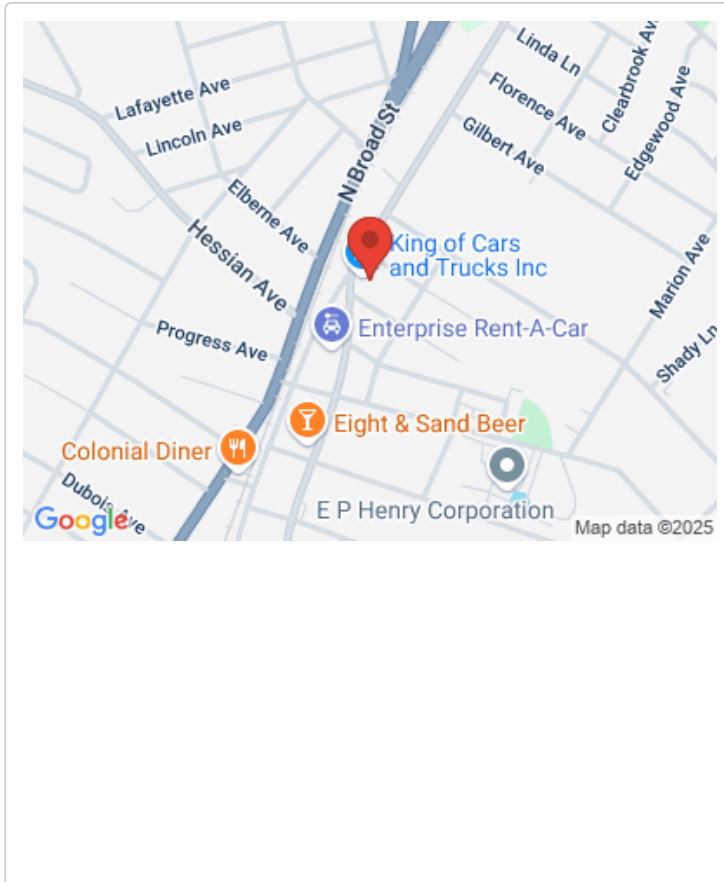 Linda Ln
Clearbrook Av
Lafayette Ave
Florence Ave
Edgewood Ave
Lincoln Ave
Gilbert Ave
N Broad St
Elberne Ave
Hessian Ave
King of Cars
and Trucks Inc
Marion Ave
Progress Ave
Enterprise Rent-A-Car
Shady Ln
Eight & Sand Beer
Colonial Diner
Dubois Ave
E P Henry Corporation
Google
Map data ©2025